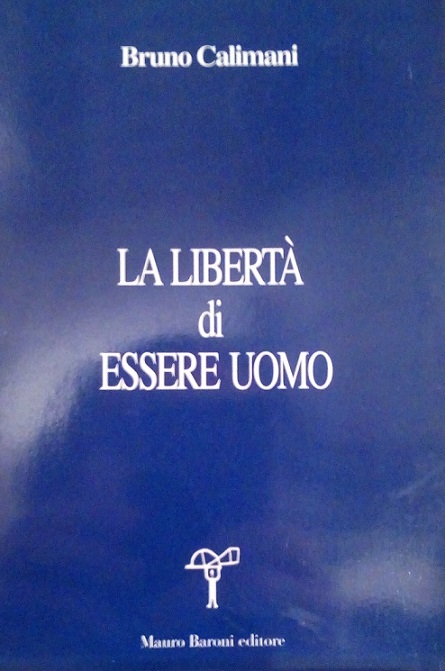 Bruno Calimani
LA LIBERTÀ
di
ESSERE UOMO
Mauro Baroni editore